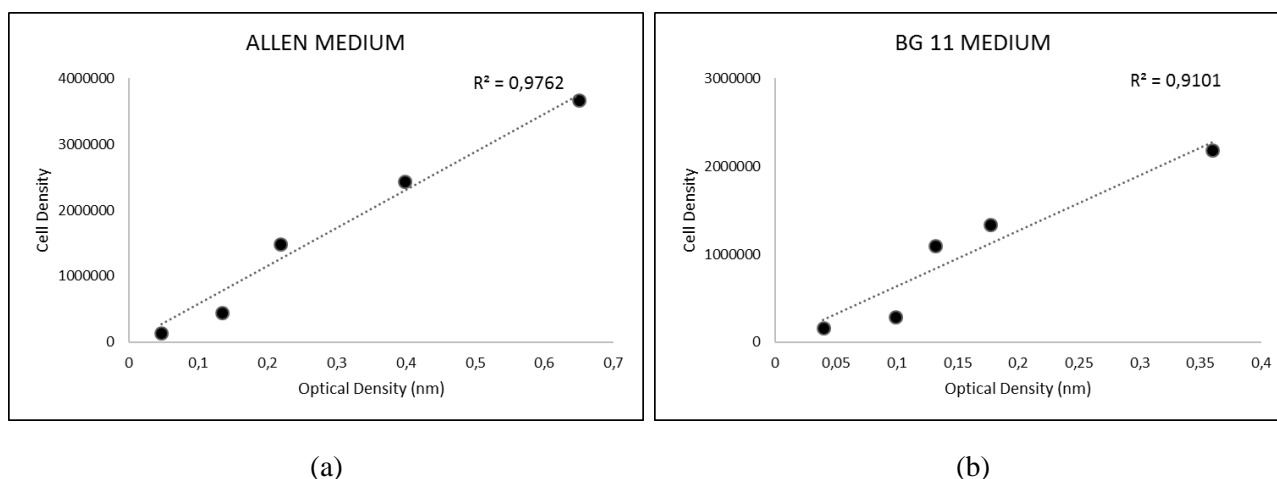 ALLEN MEDIUM
R² = 0,9762
4000000
3000000
2000000
1000000
0
Cell Density
0 0,1 0,2 0,3 0,4 0,5 0,6 0,7
Optical Density (nm)
(a)
BG 11 MEDIUM
R² = 0,9101
3000000
2000000
1000000
0
Cell Density
0 0,05 0,1 0,15 0,2 0,25 0,3 0,35 0,4
Optical Density (nm)
(b)